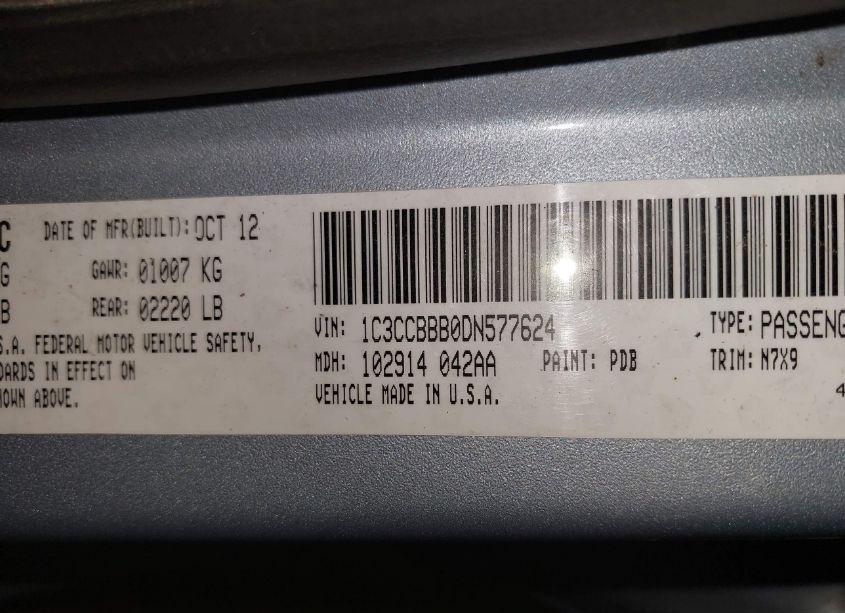 C DATE OF MFR(BUILT): OCT 12
G GAWR: 01007 KG
B REAR: 02220 LB
S.A. FEDERAL MOTOR VEHICLE SAFETY,
DARDS IN EFFECT ON
HOWN ABOVE.
VIN: 1C3CCBBB0DN577624 TYPE: PASSENG
MDH: 102914 042AA PAINT: PDB TRIM: N7X9
VEHICLE MADE IN U.S.A. 4